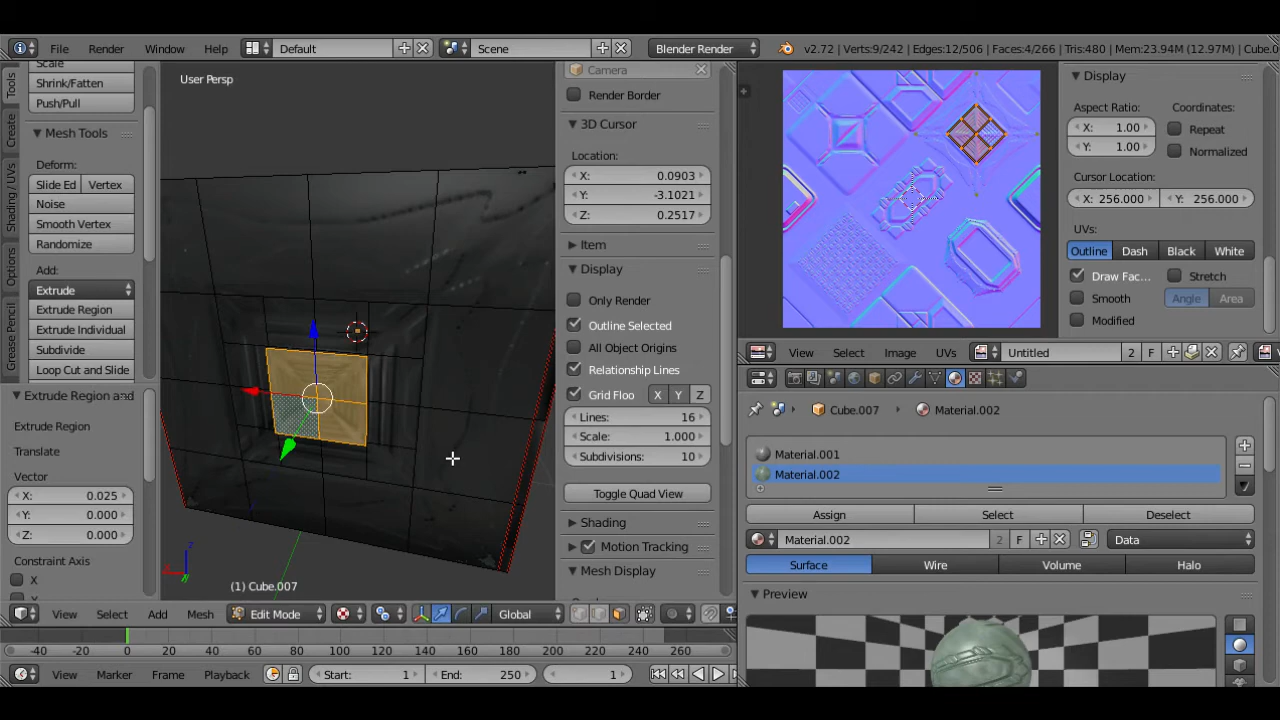 File Render Window Help Default Scene Blender Render v2.72 | Verts:9/242 | Edges:12/506 | Faces:4/266 | Tris:480 | Mem:23.94M (12.97M) | Cube.0
Tools
Create
Shading / UVs
Options
Grease Pencil
Scale
Shrink/Fatten
Push/Pull
Mesh Tools
Deform:
Slide Ed Vertex
Noise
Smooth Vertex
Randomize
Add:
Extrude
Extrude Region
Extrude Individual
Subdivide
Loop Cut and Slide
Extrude Region and
Extrude Region
Translate
Vector
X: 0.025
Y: 0.000
Z: 0.000
Constraint Axis
X
User Persp
(1) Cube.007
Camera
Render Border
3D Cursor
Location:
X: 0.0903
Y: -3.1021
Z: 0.2517
Item
Display
Only Render
Outline Selected
All Object Origins
Relationship Lines
Grid Floo X Y Z
Lines: 16
Scale: 1.000
Subdivisions: 10
Toggle Quad View
Shading
Motion Tracking
Mesh Display
View Select Add Mesh Edit Mode Global
-40 -20 0 20 40 60 80 100 120 140 160 180 200 220 240 260
View Marker Frame Playback Start: 1 End: 250 1
Display
Aspect Ratio: Coordinates:
X: 1.00 Repeat
Y: 1.00 Normalized
Cursor Location:
X: 256.000 Y: 256.000
UVs:
Outline Dash Black White
Draw Fac... Stretch
Smooth Angle Area
Modified
View Select Image UVs Untitled 2 F
Cube.007 Material.002
Material.001
Material.002
Assign Select Deselect
Material.002 2 F Data
Surface Wire Volume Halo
Preview